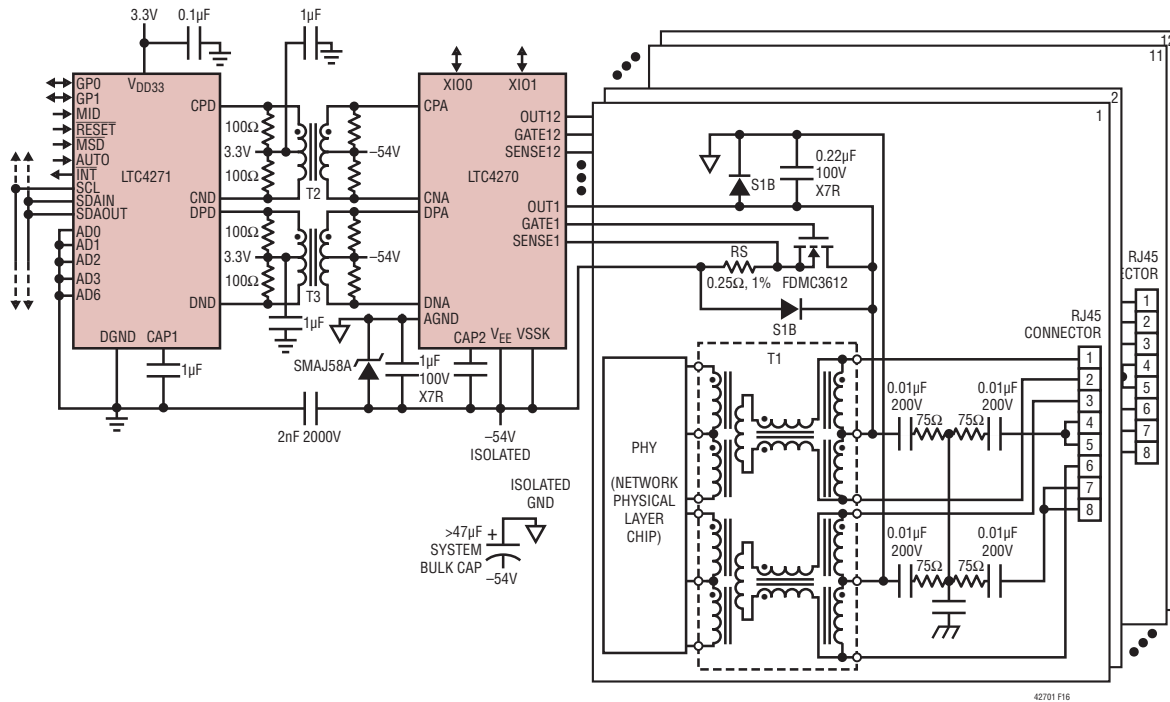 3.3V
0.1µF
1µF
GP0
GP1
MID
RESET
MSD
AUTO
INT
SCL
SDAIN
SDAOUT
AD0
AD1
AD2
AD3
AD6
VDD33
LTC4271
CPD
CND
DPD
DND
DGND
CAP1
1µF
100Ω
3.3V
100Ω
T2
–54V
100Ω
3.3V
100Ω
T3
–54V
1µF
XIO0
XIO1
CPA
LTC4270
CNA
DPA
DNA
AGND
CAP2
VEE
VSSK
OUT12
GATE12
SENSE12
OUT1
GATE1
SENSE1
SMAJ58A
1µF
100V
X7R
2nF 2000V
–54V
ISOLATED
ISOLATED
GND
>47µF
SYSTEM
BULK CAP
+
–54V
12
11
2
1
S1B
0.22µF
100V
X7R
RS
0.25Ω, 1%
FDMC3612
S1B
T1
PHY
(NETWORK
PHYSICAL
LAYER
CHIP)
0.01µF
200V
0.01µF
200V
75Ω
75Ω
0.01µF
200V
0.01µF
200V
75Ω
75Ω
RJ45
CONNECTOR
1
2
3
4
5
6
7
8
RJ45
ECTOR
1
2
3
4
5
6
7
8
42701 F16